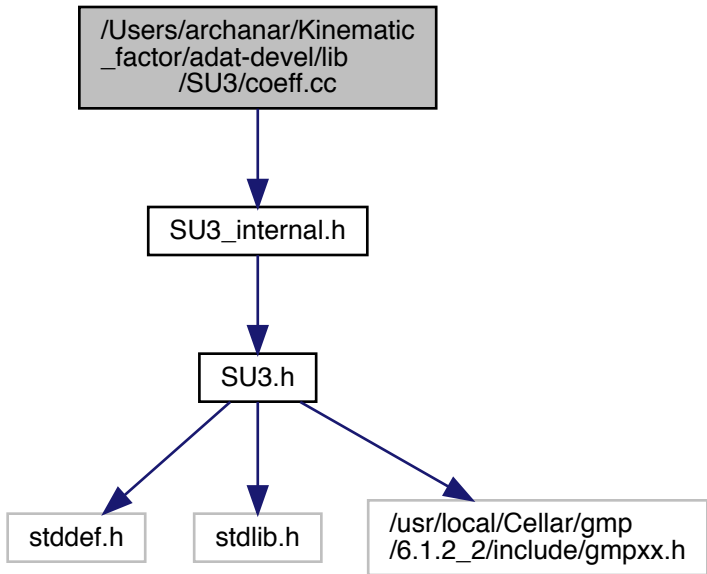 /Users/archanar/Kinematic
_factor/adat-devel/lib
/SU3/coeff.cc
SU3_internal.h
SU3.h
stddef.h
stdlib.h
/usr/local/Cellar/gmp
/6.1.2_2/include/gmpxx.h